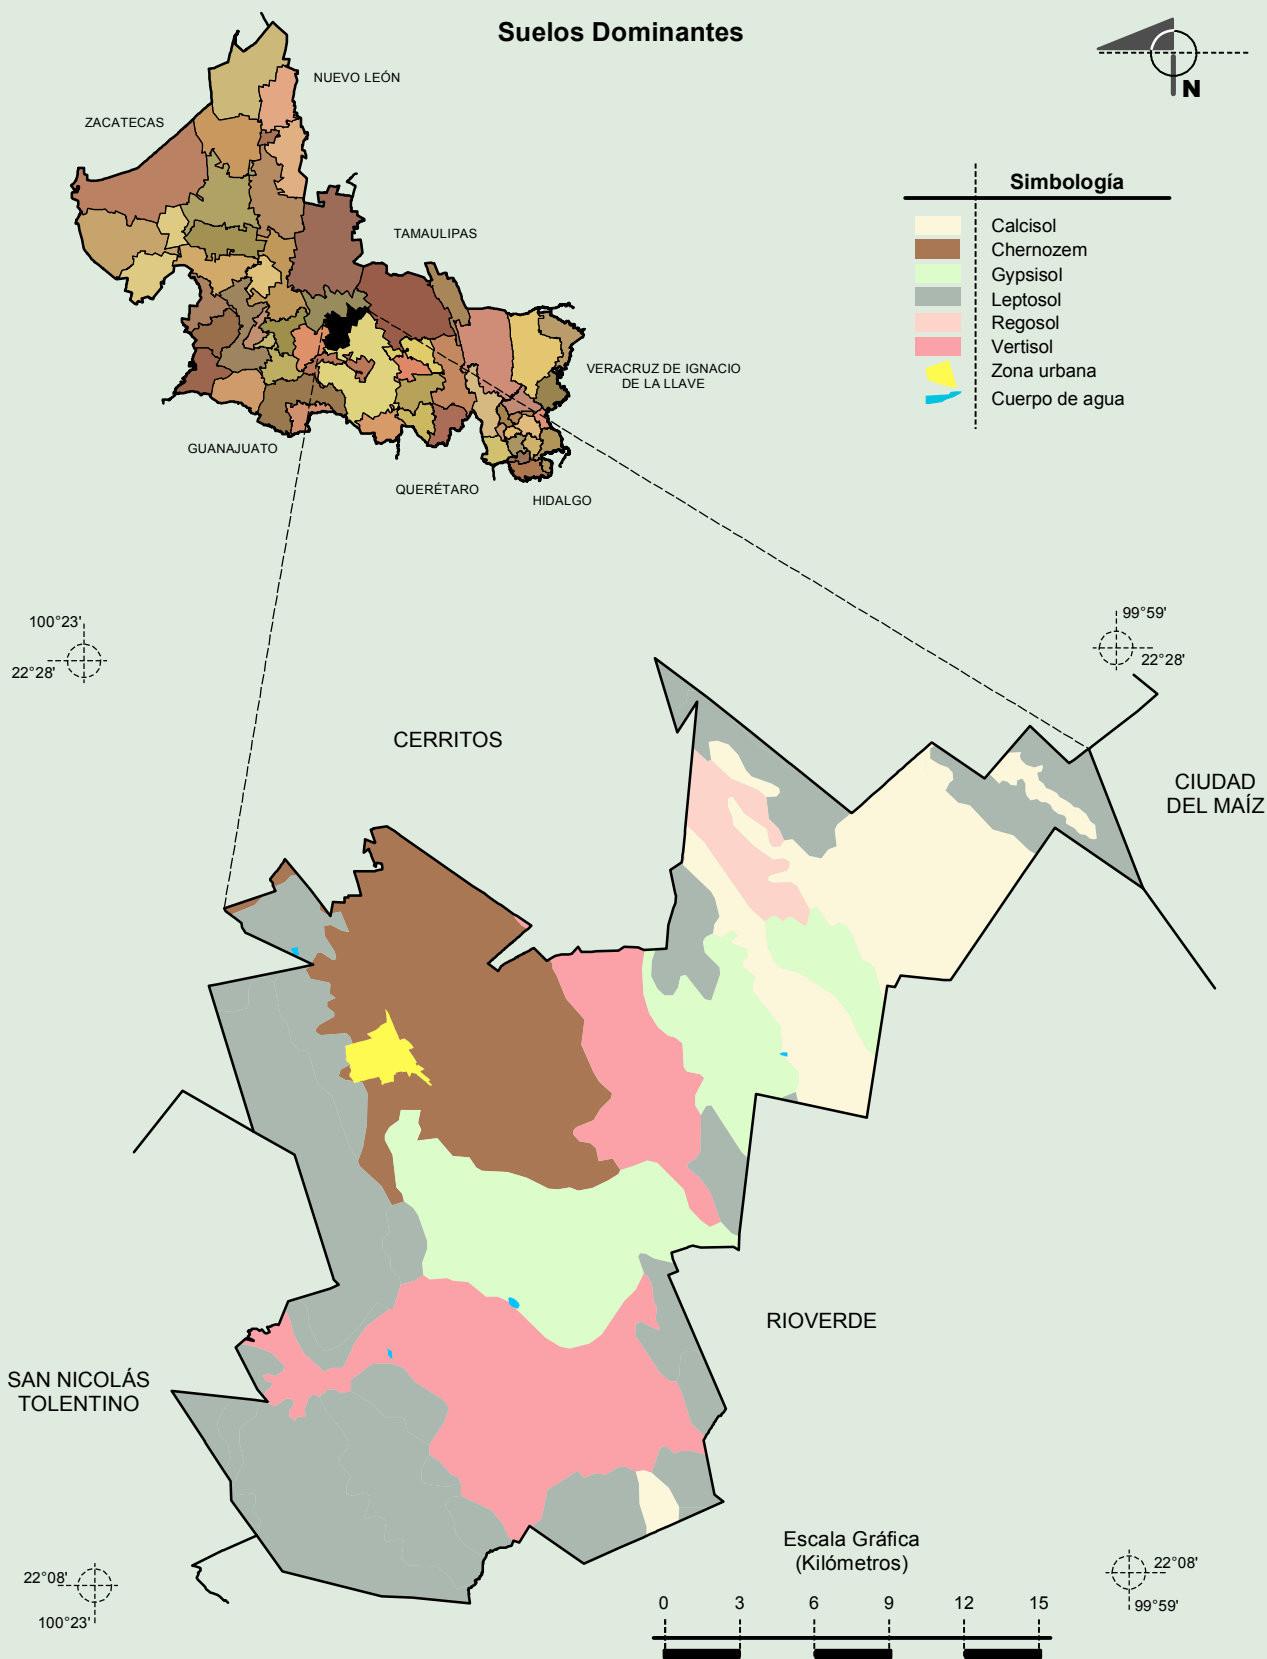 Suelos Dominantes
N
NUEVO LEÓN
ZACATECAS
TAMAULIPAS
VERACRUZ DE IGNACIO
DE LA LLAVE
GUANAJUATO
QUERÉTARO
HIDALGO
Simbología
Calcisol
Chernozem
Gypsisol
Leptosol
Regosol
Vertisol
Zona urbana
Cuerpo de agua
100°23'
22°28'
99°59'
22°28'
CERRITOS
CIUDAD
DEL MAÍZ
RIOVERDE
SAN NICOLÁS
TOLENTINO
22°08'
100°23'
22°08'
99°59'
Escala Gráfica
(Kilómetros)
0 3 6 9 12 15